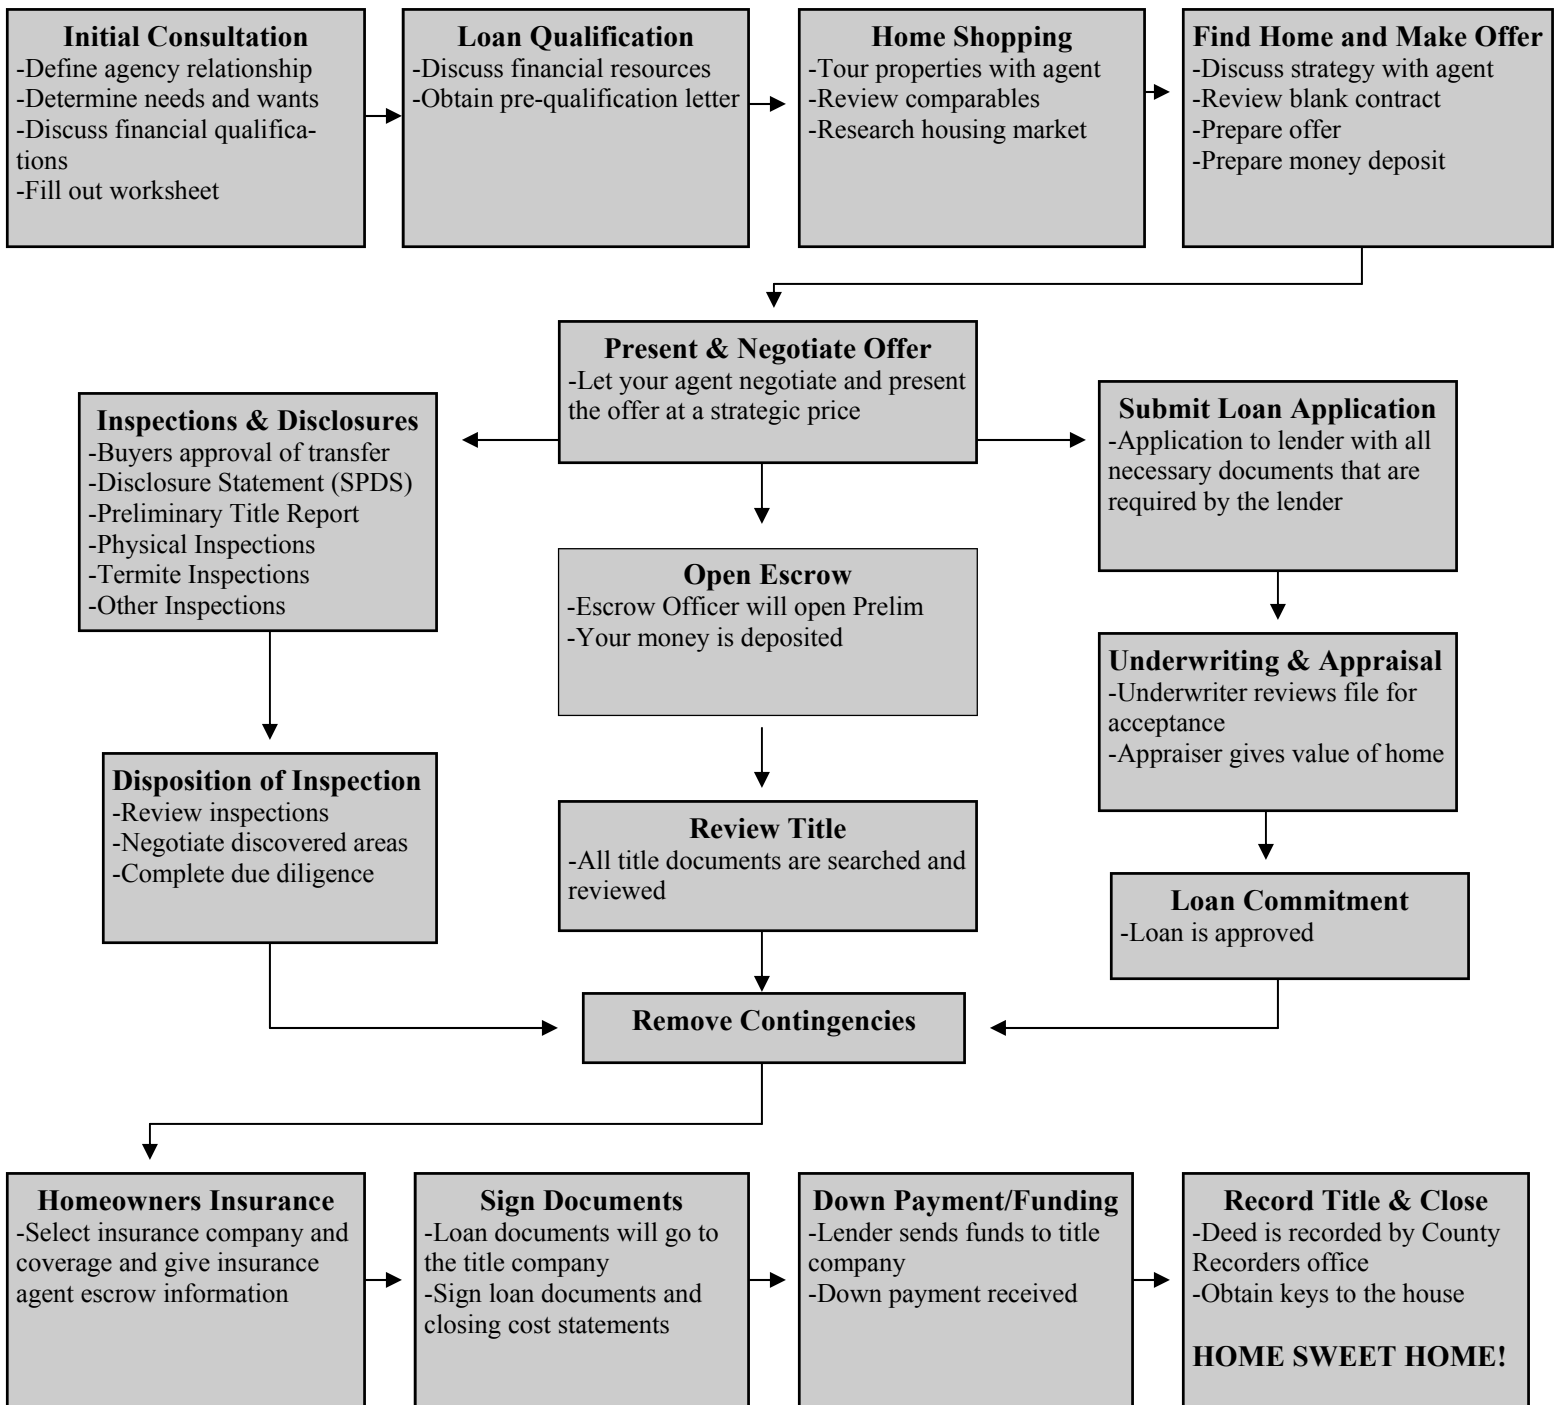 Initial Consultation
-Define agency relationship
-Determine needs and wants
-Discuss financial qualifica-
tions
-Fill out worksheet
Loan Qualification
-Discuss financial resources
-Obtain pre-qualification letter
Home Shopping
-Tour properties with agent
-Review comparables
-Research housing market
Find Home and Make Offer
-Discuss strategy with agent
-Review blank contract
-Prepare offer
-Prepare money deposit
Present & Negotiate Offer
-Let your agent negotiate and present
the offer at a strategic price
Inspections & Disclosures
-Buyers approval of transfer
-Disclosure Statement (SPDS)
-Preliminary Title Report
-Physical Inspections
-Termite Inspections
-Other Inspections
Submit Loan Application
-Application to lender with all
necessary documents that are
required by the lender
Open Escrow
-Escrow Officer will open Prelim
-Your money is deposited
Underwriting & Appraisal
-Underwriter reviews file for
acceptance
-Appraiser gives value of home
Disposition of Inspection
-Review inspections
-Negotiate discovered areas
-Complete due diligence
Review Title
-All title documents are searched and
reviewed
Loan Commitment
-Loan is approved
Remove Contingencies
Homeowners Insurance
-Select insurance company and
coverage and give insurance
agent escrow information
Sign Documents
-Loan documents will go to
the title company
-Sign loan documents and
closing cost statements
Down Payment/Funding
-Lender sends funds to title
company
-Down payment received
Record Title & Close
-Deed is recorded by County
Recorders office
-Obtain keys to the house
HOME SWEET HOME!